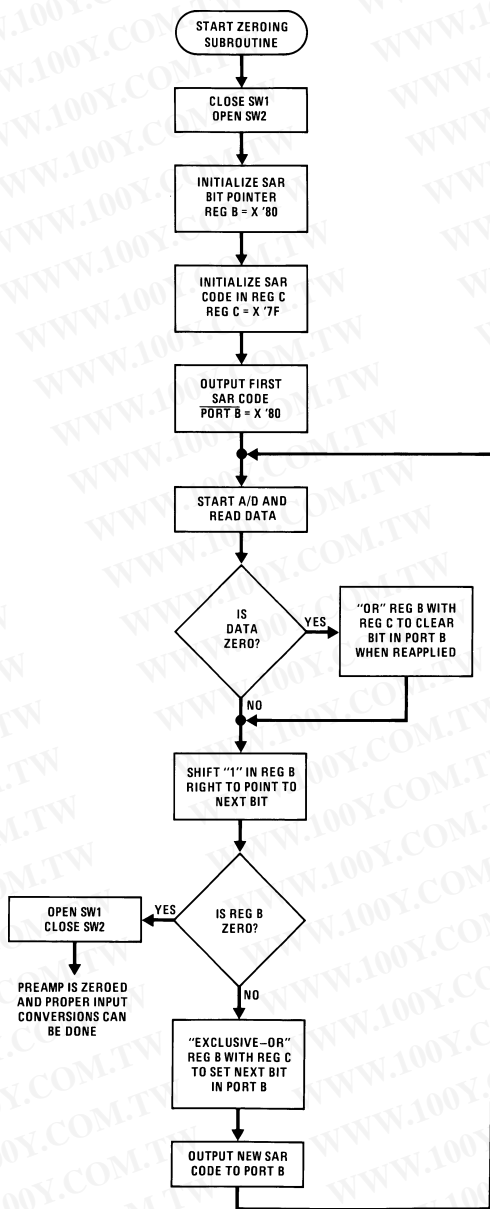 START ZEROING
SUBROUTINE
CLOSE SW1
OPEN SW2
INITIALIZE SAR
BIT POINTER
REG B = X '80
INITIALIZE SAR
CODE IN REG C
REG C = X '7F
OUTPUT FIRST
SAR CODE
PORT B = X '80
START A/D AND
READ DATA
IS
DATA
ZERO?
YES
"OR" REG B WITH
REG C TO CLEAR
BIT IN PORT B
WHEN REAPPLIED
NO
SHIFT "1" IN REG B
RIGHT TO POINT TO
NEXT BIT
IS REG B
ZERO?
YES
OPEN SW1
CLOSE SW2
PREAMP IS ZEROED
AND PROPER INPUT
CONVERSIONS CAN
BE DONE
NO
"EXCLUSIVE–OR"
REG B WITH REG C
TO SET NEXT BIT
IN PORT B
OUTPUT NEW SAR
CODE TO PORT B
WWW.100Y.COM.TW